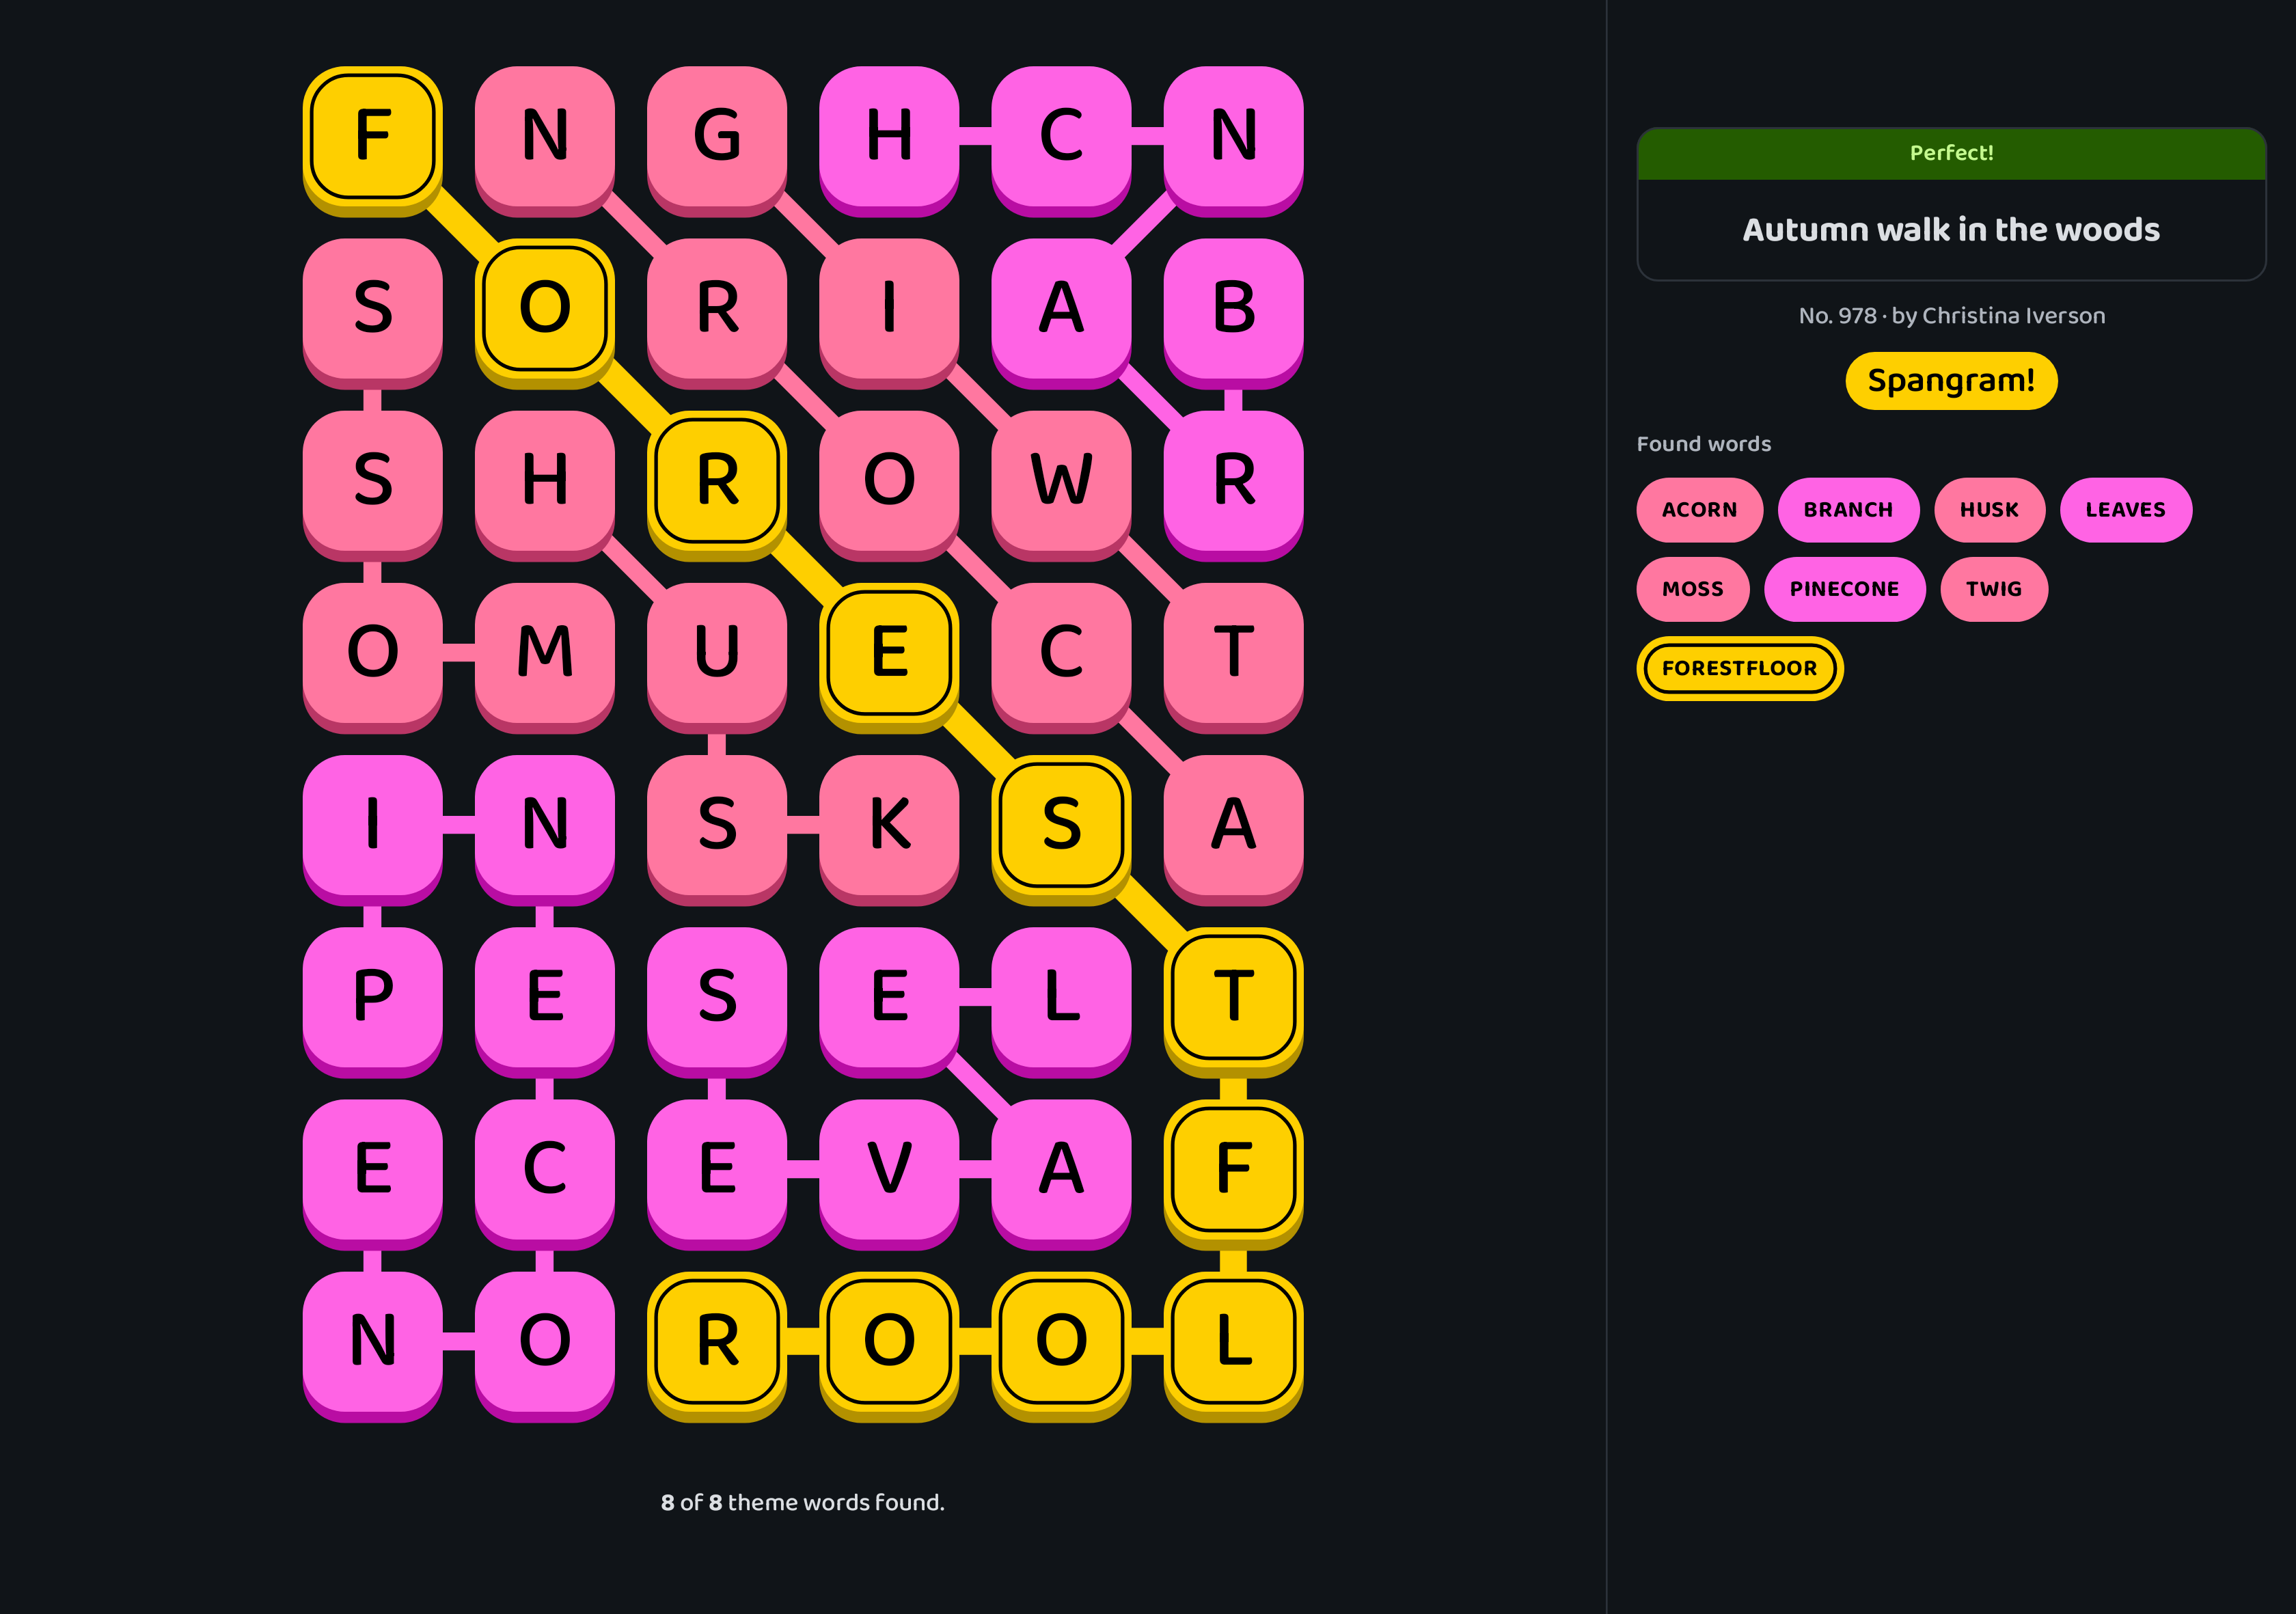 F N G H C N
S O R I A B
S H R O W R
O M U E C T
I N S K S A
P E S E L T
E C E V A F
N O R O O L
8 of 8 theme words found.
Perfect!
Autumn walk in the woods
No. 978 · by Christina Iverson
Spangram!
Found words
ACORN BRANCH HUSK LEAVES
MOSS PINECONE TWIG
FORESTFLOOR